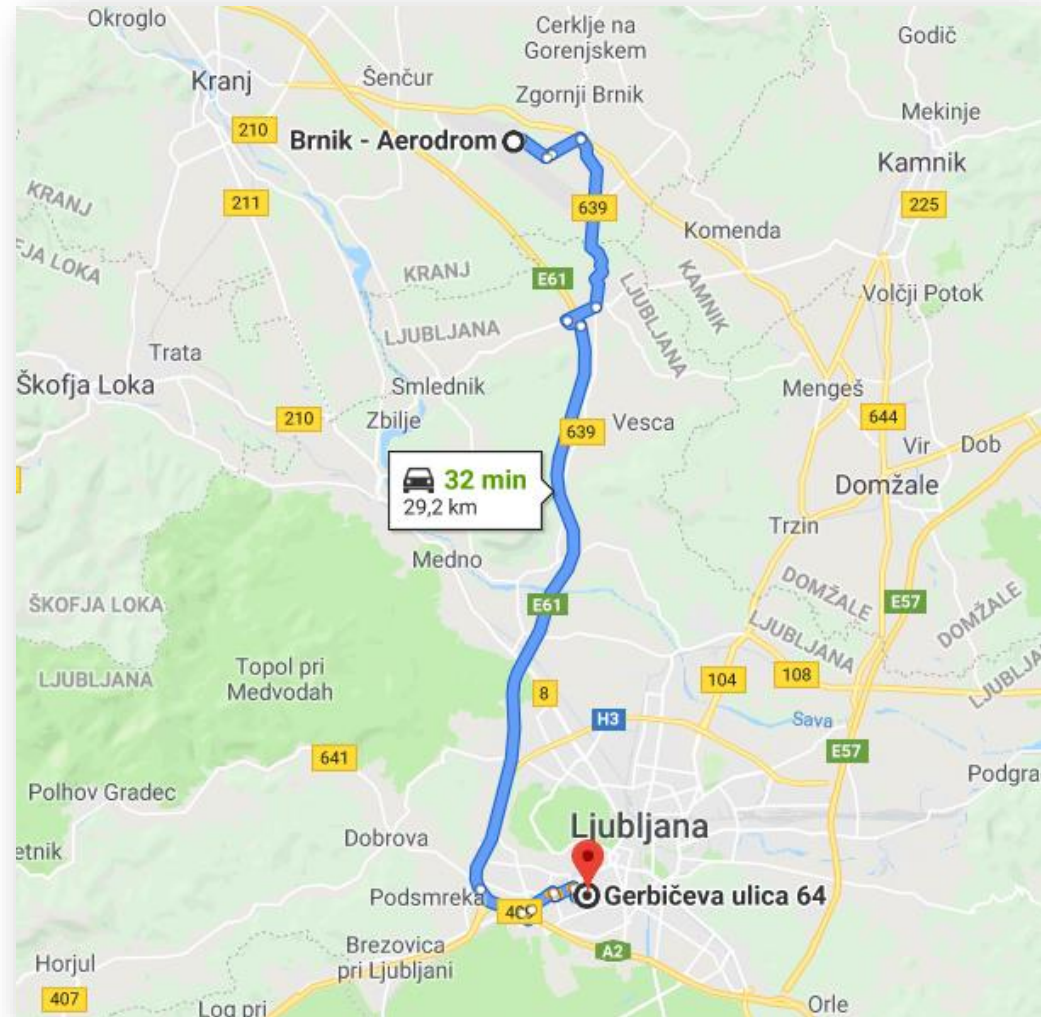 Okroglo
Cerklje na
Gorenjskem
Godič
Kranj
Šenčur
Zgornji Brnik
Mekinje
210
Brnik - Aerodrom
Kamnik
KRANJ
211
639
225
Komenda
FJA LOKA
KRANJ
E61
KAMNIK
LJUBLJANA
Volčji Potok
LJUBLJANA
Trata
Škofja Loka
Smlednik
Mengeš
210
Zbilje
639
Vesca
644
Vir
Dob
32 min
29,2 km
Domžale
Trzin
Medno
ŠKOFJA LOKA
E61
DOMŽALE
E57
DOMŽALE
LJUBLJANA
LJUBLJANA
Topol pri
Medvodah
104
108
LJUBLJANA
8
H3
Sava
641
E57
Polhov Gradec
Podgra
Dobrova
Ljubljana
etnik
Podsmreka
409
Gerbičeva ulica 64
Brezovica
pri Ljubljani
A2
Horjul
407
Log pri
Orle